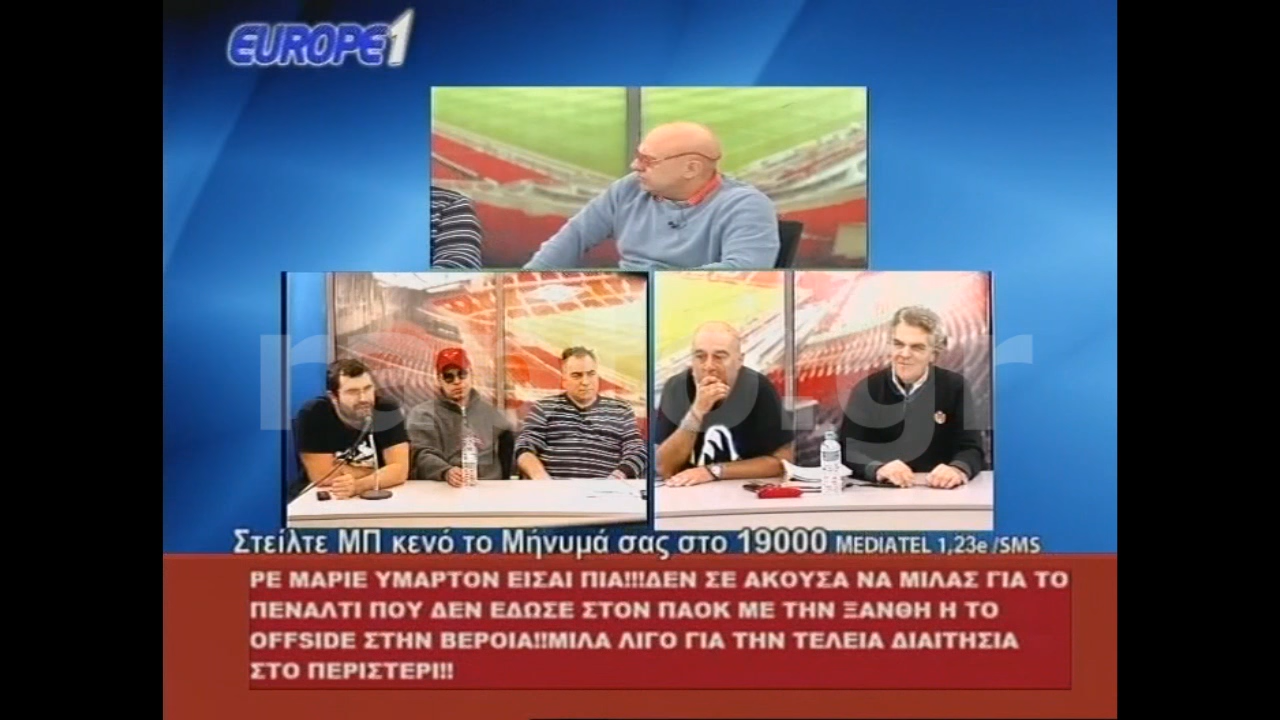 EUROPE1
Στείλτε ΜΠ κενό το Μήνυμά σας στο 19000 MEDIATEL 1,23e /SMS
ΡΕ ΜΑΡΙΕ ΥΜΑΡΤΟΝ ΕΙΣΑΙ ΠΙΑ!!!ΔΕΝ ΣΕ ΑΚΟΥΣΑ ΝΑ ΜΙΛΑΣ ΓΙΑ ΤΟ
ΠΕΝΑΛΤΙ ΠΟΥ ΔΕΝ ΕΔΩΣΕ ΣΤΟΝ ΠΑΟΚ ΜΕ ΤΗΝ ΞΑΝΘΗ Η ΤΟ
OFFSIDE ΣΤΗΝ ΒΕΡΟΙΑ!!ΜΙΛΑ ΛΙΓΟ ΓΙΑ ΤΗΝ ΤΕΛΕΙΑ ΔΙΑΙΤΗΣΙΑ
ΣΤΟ ΠΕΡΙΣΤΕΡΙ!!